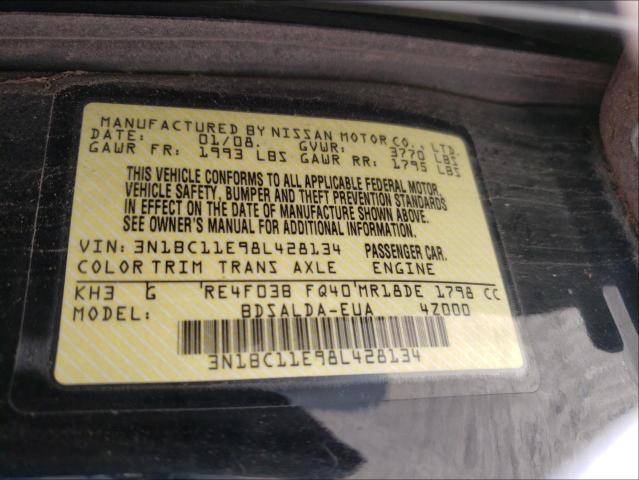 MANUFACTURED BY NISSAN MOTOR CO., LTD.
DATE: 01/08. GVWR: 3770 LBS
GAWR FR: 1993 LBS GAWR RR: 1795 LBS
THIS VEHICLE CONFORMS TO ALL APPLICABLE FEDERAL MOTOR
VEHICLE SAFETY, BUMPER AND THEFT PREVENTION STANDARDS
IN EFFECT ON THE DATE OF MANUFACTURE SHOWN ABOVE.
SEE OWNER'S MANUAL FOR ADDITIONAL INFORMATION.
VIN: 3N1BC11E98L428134 PASSENGER CAR.
COLOR TRIM TRANS AXLE ENGINE
KH3 G 'RE4F03B FQ40'MR18DE 1798 CC
MODEL: BDSALDA-EUA 4Z000
3N1BC11E98L428134